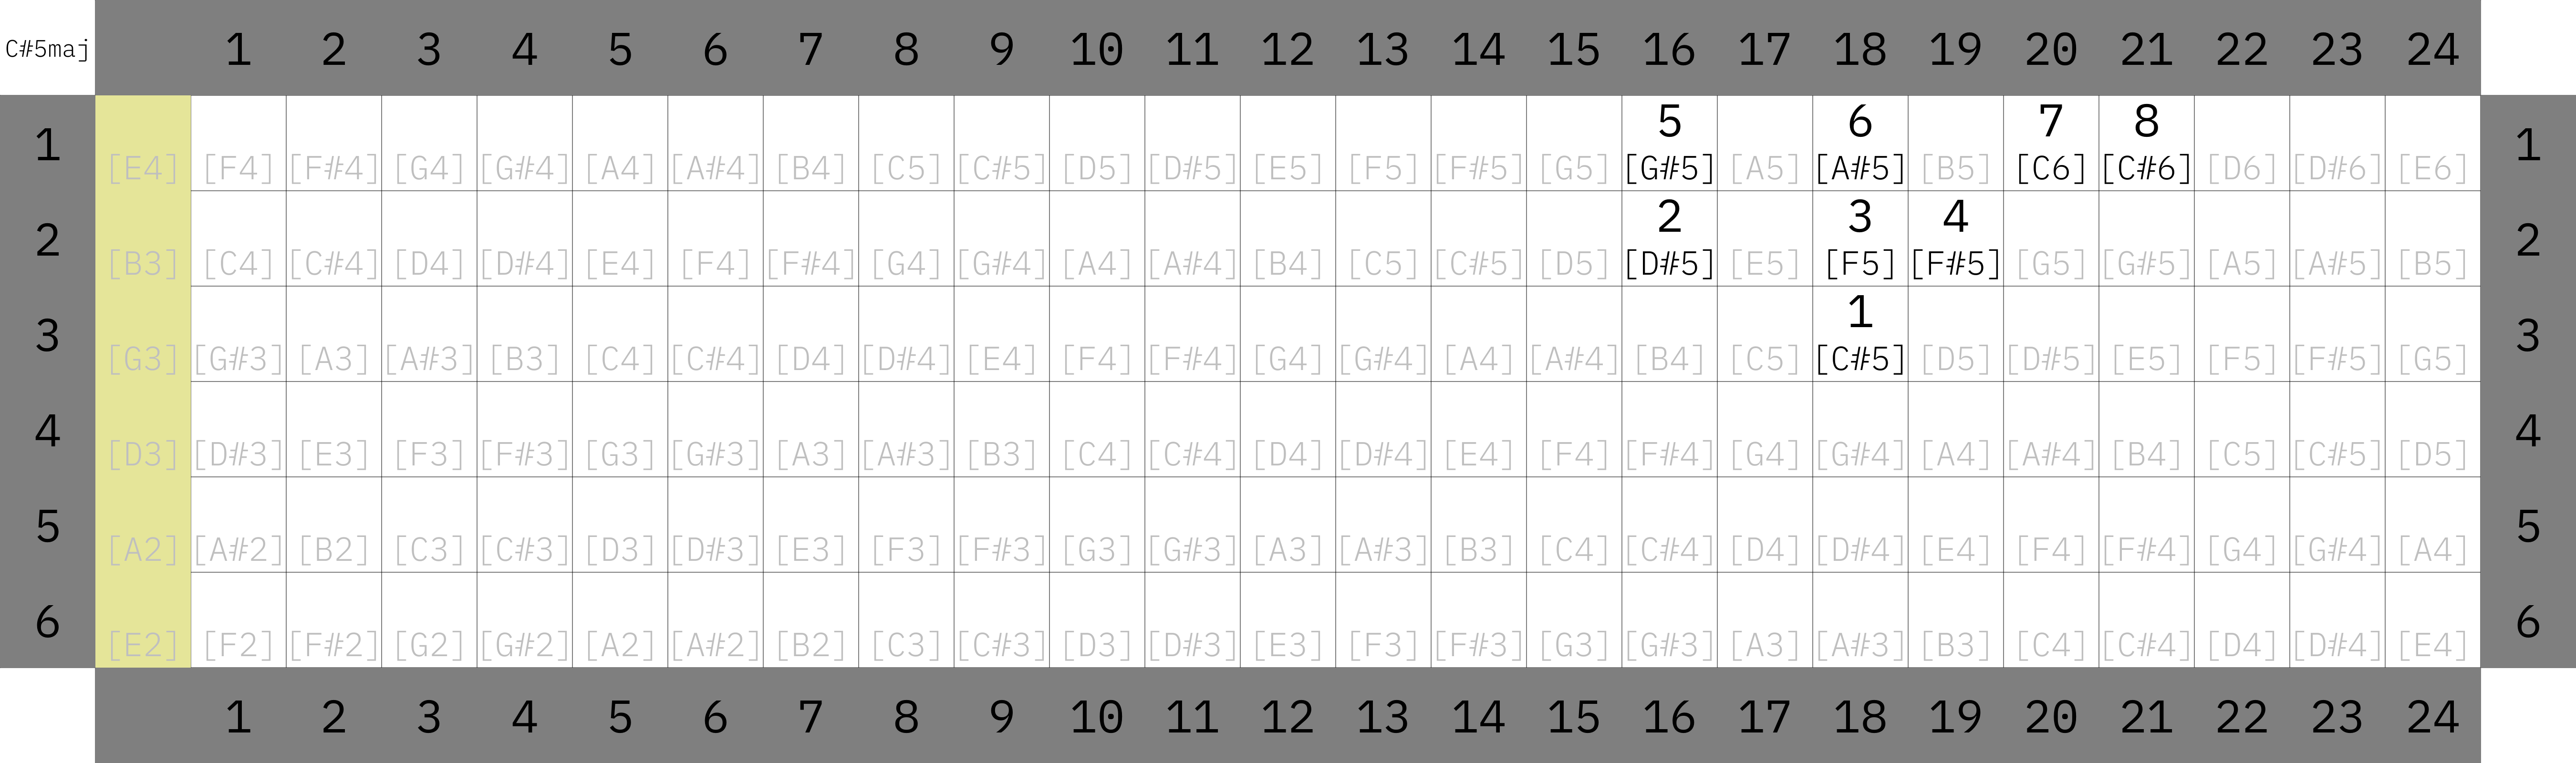 C#5maj 1 2 3 4 5 6 7 8 9 10 11 12 13 14 15 16 17 18 19 20 21 22 23 24
5 6 7 8
1 1
[E4] [F4] [F#4] [G4] [G#4] [A4] [A#4] [B4] [C5] [C#5] [D5] [D#5] [E5] [F5] [F#5] [G5] [G#5] [A5] [A#5] [B5] [C6] [C#6] [D6] [D#6] [E6]
2 3 4
2 2
[B3] [C4] [C#4] [D4] [D#4] [E4] [F4] [F#4] [G4] [G#4] [A4] [A#4] [B4] [C5] [C#5] [D5] [D#5] [E5] [F5] [F#5] [G5] [G#5] [A5] [A#5] [B5]
1
3 3
[G3] [G#3] [A3] [A#3] [B3] [C4] [C#4] [D4] [D#4] [E4] [F4] [F#4] [G4] [G#4] [A4] [A#4] [B4] [C5] [C#5] [D5] [D#5] [E5] [F5] [F#5] [G5]
4 4
[D3] [D#3] [E3] [F3] [F#3] [G3] [G#3] [A3] [A#3] [B3] [C4] [C#4] [D4] [D#4] [E4] [F4] [F#4] [G4] [G#4] [A4] [A#4] [B4] [C5] [C#5] [D5]
5 5
[A2] [A#2] [B2] [C3] [C#3] [D3] [D#3] [E3] [F3] [F#3] [G3] [G#3] [A3] [A#3] [B3] [C4] [C#4] [D4] [D#4] [E4] [F4] [F#4] [G4] [G#4] [A4]
6 6
[E2] [F2] [F#2] [G2] [G#2] [A2] [A#2] [B2] [C3] [C#3] [D3] [D#3] [E3] [F3] [F#3] [G3] [G#3] [A3] [A#3] [B3] [C4] [C#4] [D4] [D#4] [E4]
1 2 3 4 5 6 7 8 9 10 11 12 13 14 15 16 17 18 19 20 21 22 23 24